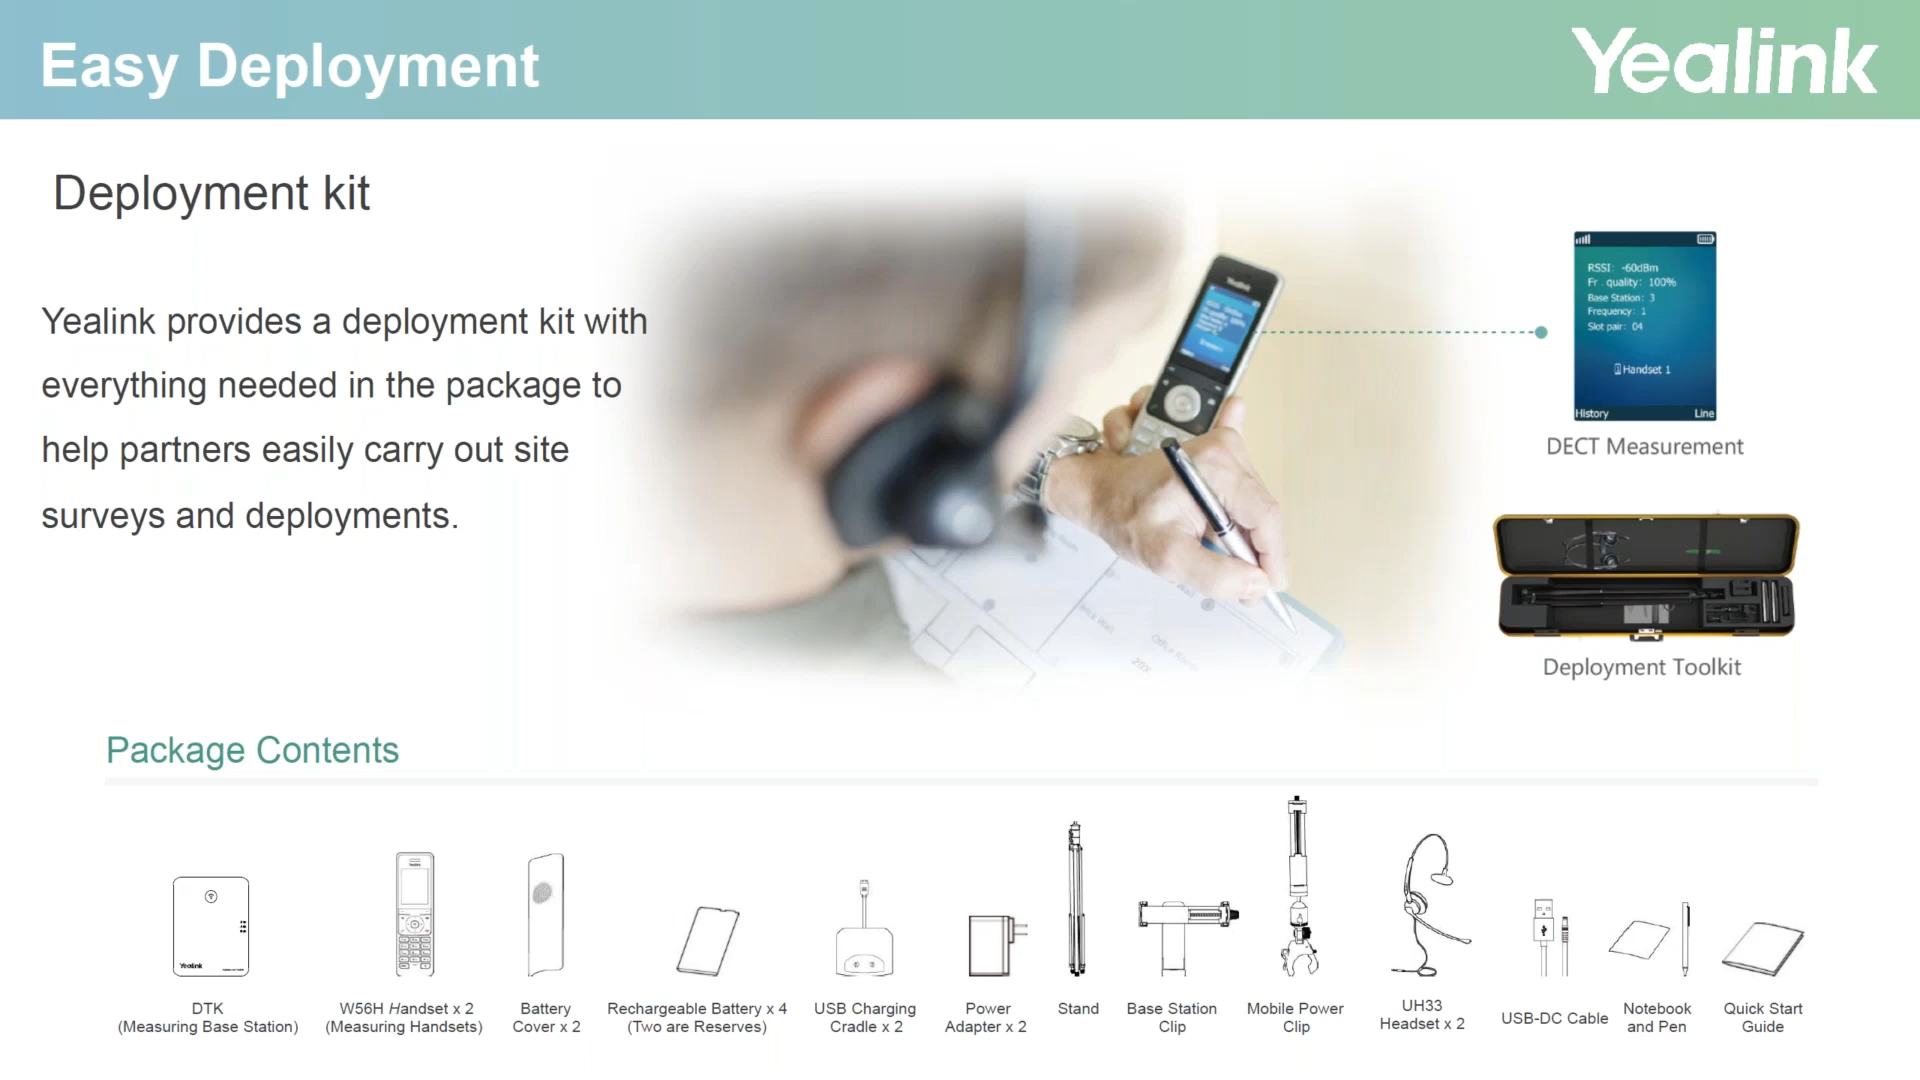 Easy Deployment
Yealink
Deployment kit
Yealink provides a deployment kit with
everything needed in the package to
help partners easily carry out site
surveys and deployments.
RSSI: -60dBm
Fr . quality: 100%
Base Station: 3
Frequency: 1
Slot pair: 04
Handset 1
History Line
DECT Measurement
Deployment Toolkit
Package Contents
Yealink
DTK
(Measuring Base Station)
W56H Handset x 2
(Measuring Handsets)
Battery
Cover x 2
Rechargeable Battery x 4
(Two are Reserves)
USB Charging
Cradle x 2
Power
Adapter x 2
Stand
Base Station
Clip
Mobile Power
Clip
UH33
Headset x 2
USB-DC Cable
Notebook
and Pen
Quick Start
Guide